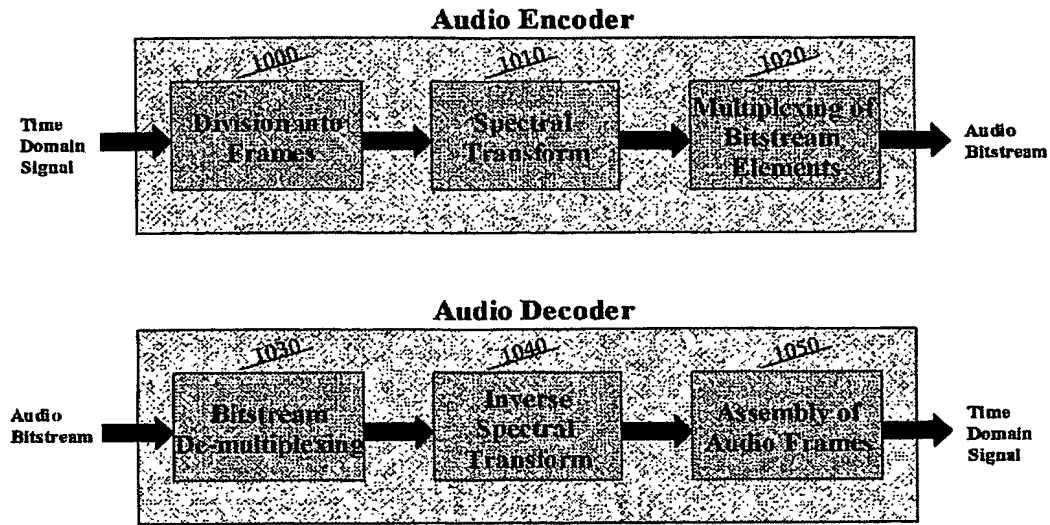 Audio Encoder
1000
1010
1020
Time
Domain
Signal
Division into
Frames
Spectral
Transform
Multiplexing of
Bitstream
Elements
Audio
Bitstream
Audio Decoder
1030
1040
1050
Audio
Bitstream
Bitstream
De-multiplexing
Inverse
Spectral
Transform
Assembly of
Audio Frames
Time
Domain
Signal